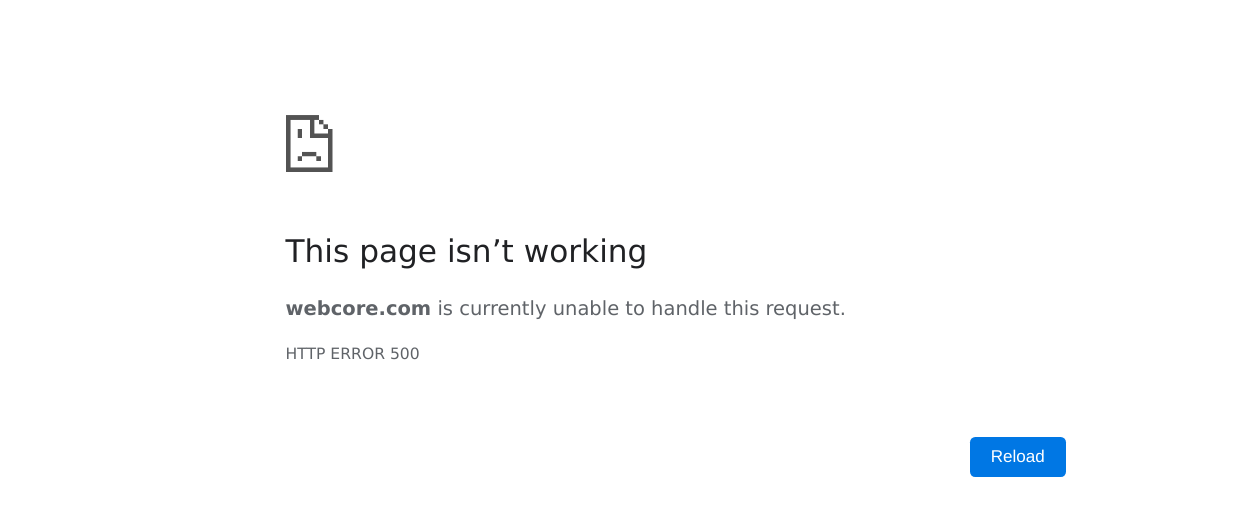 This page isn’t working
webcore.com is currently unable to handle this request.
HTTP ERROR 500
Reload